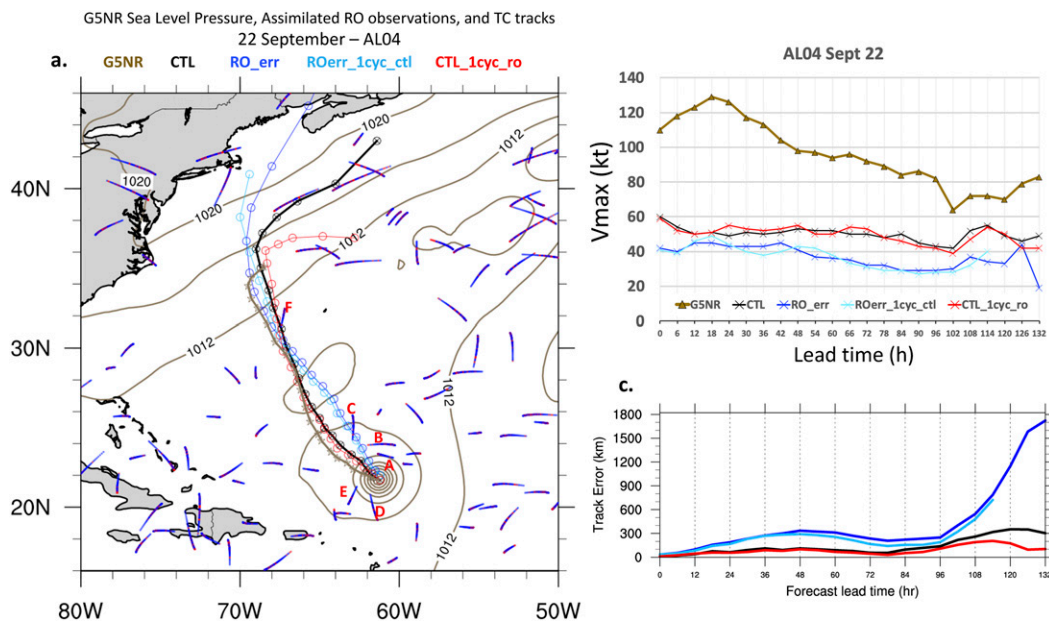 G5NR Sea Level Pressure, Assimilated RO observations, and TC tracks
22 September – AL04
a. G5NR CTL RO_err ROerr_1cyc_ctl CTL_1cyc_ro
1020
1012
1020
1020
40N
1012
F
30N
1012
1012
C
B
A
E
D
20N
1012
80W 70W 60W 50W
AL04 Sept 22
Vmax (kt)
140
120
100
80
60
40
20
0
G5NR CTL RO_err ROerr_1cyc_ctl CTL_1cyc_ro
0 6 12 18 24 30 36 42 48 54 60 66 72 78 84 90 96 102 108 114 120 126 132
Lead time (h)
c.
Track Error (km)
1800
1500
1200
900
600
300
0
0 12 24 36 48 60 72 84 96 108 120 132
Forecast lead time (hr)